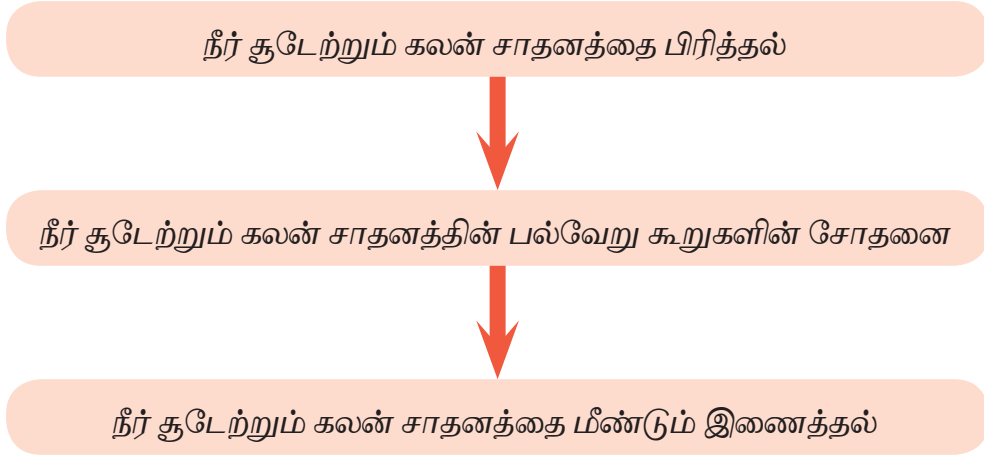 நீர் சூடேற்றும் கலன் சாதனத்தை பிரித்தல்
நீர் சூடேற்றும் கலன் சாதனத்தின் பல்வேறு கூறுகளின் சோதனை
நீர் சூடேற்றும் கலன் சாதனத்தை மீண்டும் இணைத்தல்